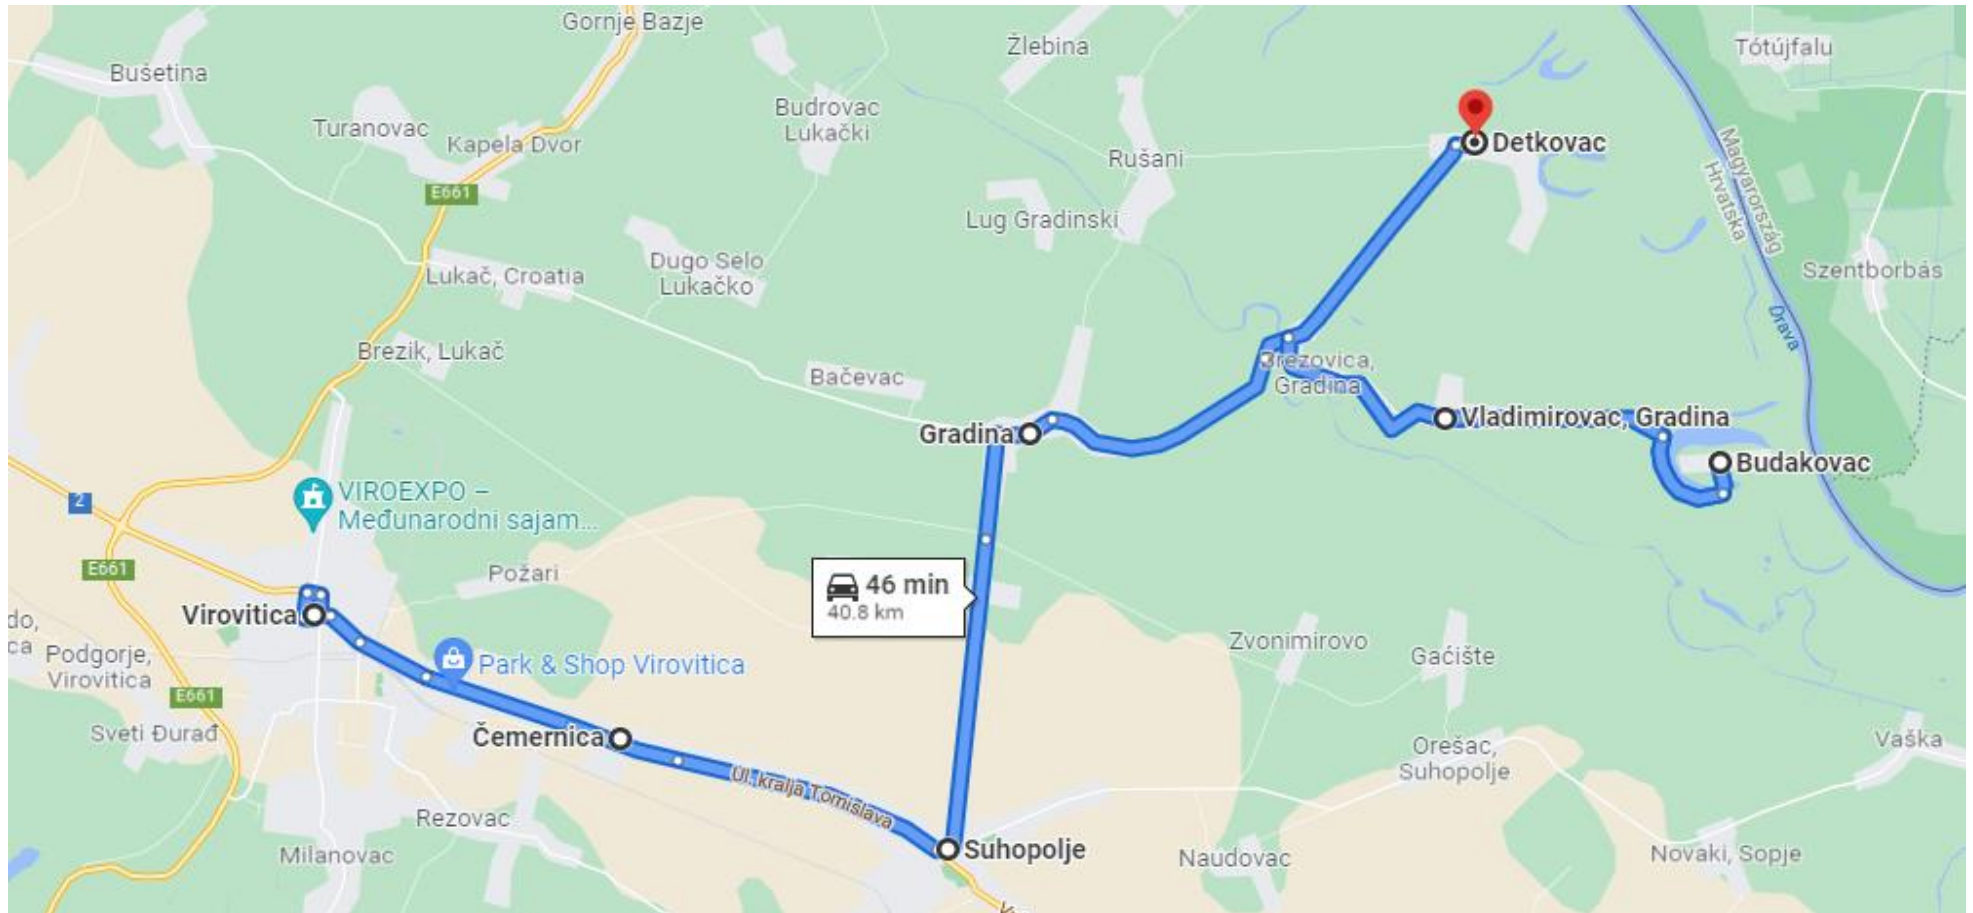 Gornje Bazje
Žlebina
Tótújfalu
Bušetina
Turanovac
Kapela Dvor
Budrovac
Lukački
Rušani
Detkovac
E661
Lug Gradinski
Magyarország
Hrvatska
Lukač, Croatia
Dugo Selo
Lukačko
Szentborbás
Drava
Brezik, Lukač
Bačevac
Brezovica,
Gradina
Gradina
Vladimirovac, Gradina
Budakovac
2
VIROEXPO –
Međunarodni sajam...
E661
Požari
46 min
40.8 km
Virovitica
do,
ca
Podgorje,
Virovitica
Park & Shop Virovitica
Zvonimirovo
Gaćište
E661
Sveti Đurađ
Čemernica
Ul. kralja Tomislava
Orešac,
Suhopolje
Vaška
Rezovac
Milanovac
Suhopolje
Naudovac
Novaki, Sopje